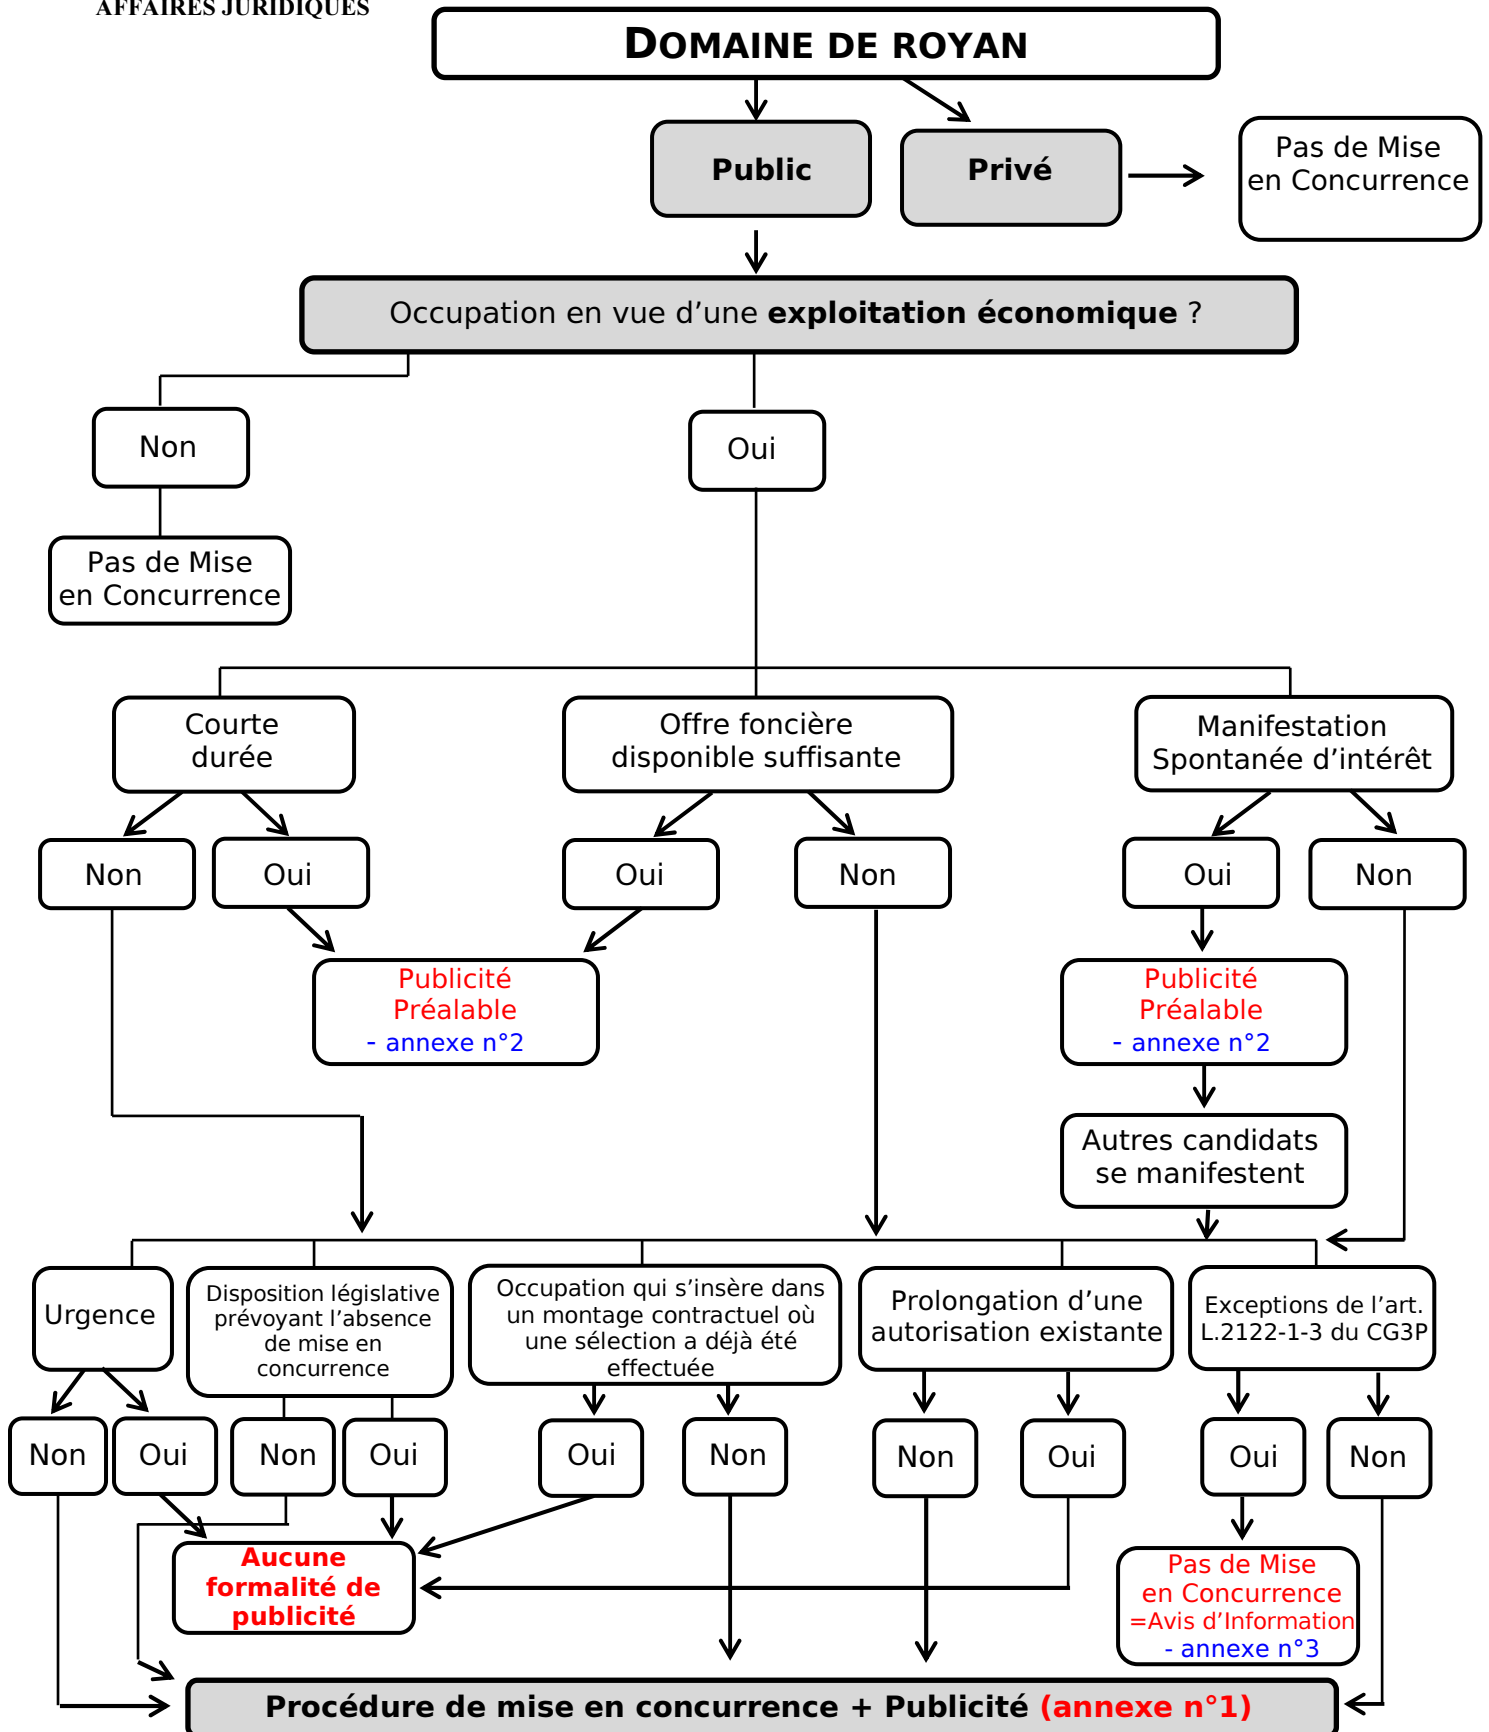 AFFAIRES JURIDIQUES
DOMAINE DE ROYAN
Public
Privé
Pas de Mise
en Concurrence
Occupation en vue d’une exploitation économique ?
Non
Oui
Pas de Mise
en Concurrence
Courte
durée
Offre foncière
disponible suffisante
Manifestation
Spontanée d’intérêt
Non
Oui
Oui
Non
Oui
Non
Publicité
Préalable
- annexe n°2
Publicité
Préalable
- annexe n°2
Autres candidats
se manifestent
Urgence
Disposition législative
prévoyant l’absence
de mise en
concurrence
Occupation qui s’insère dans
un montage contractuel où
une sélection a déjà été
effectuée
Prolongation d’une
autorisation existante
Exceptions de l’art.
L.2122-1-3 du CG3P
Non
Oui
Non
Oui
Oui
Non
Non
Oui
Oui
Non
Aucune
formalité de
publicité
Pas de Mise
en Concurrence
=Avis d’Information
- annexe n°3
Procédure de mise en concurrence + Publicité (annexe n°1)